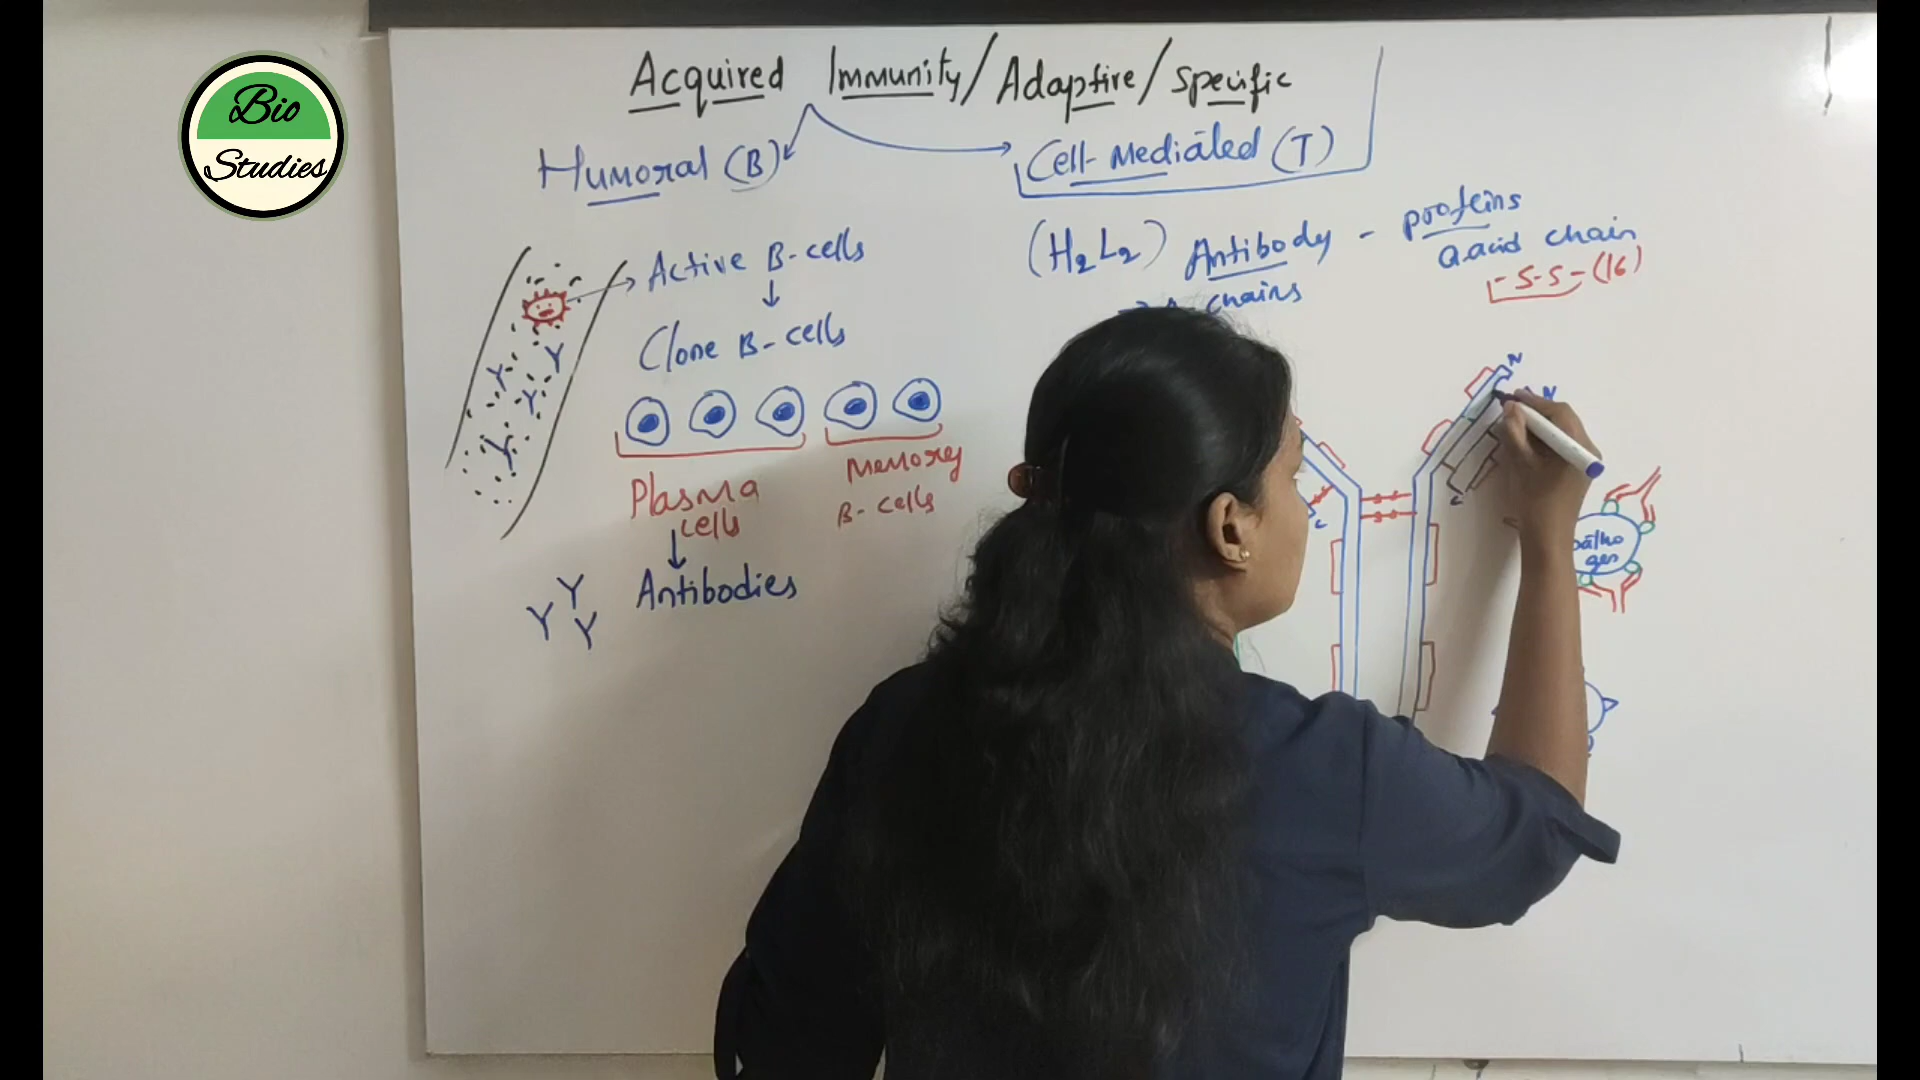 Bio
Studies
Acquired Immunity/Adaptive/Specific
Humoral (B)
Cell-Mediated (T)
Active B-cells
Clone B-cells
Plasma
cells
Memory
B-cells
Antibodies
Y Y Y
(H2L2) Antibody - proteins
a.acid chain
-S-S-(16)
chains
N
N
C
C
patho
gen